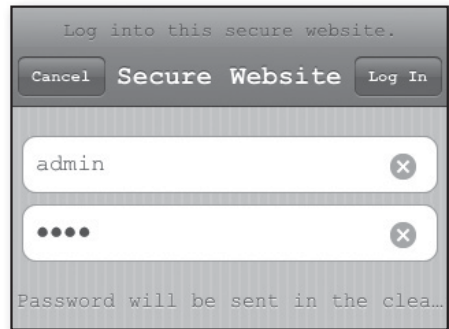 Log into this secure website.
Cancel Secure Website Log In
admin
••••
Password will be sent in the clea…